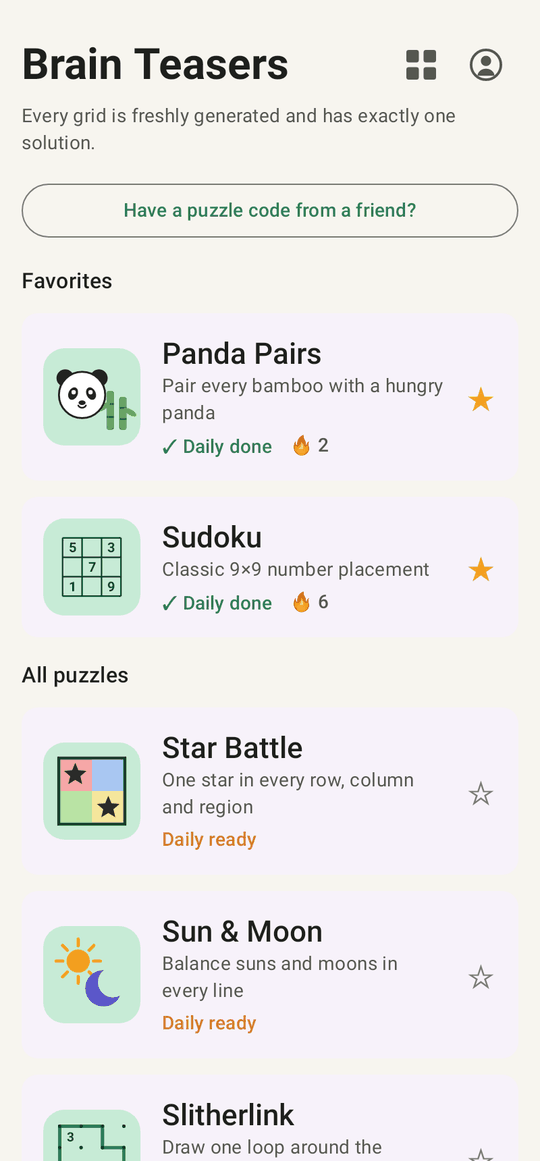 Brain Teasers
Every grid is freshly generated and has exactly one
solution.
Have a puzzle code from a friend?
Favorites
Panda Pairs
Pair every bamboo with a hungry
panda
✓ Daily done 🔥 2
5 3
7
1 9
Sudoku
Classic 9×9 number placement
✓ Daily done 🔥 6
All puzzles
Star Battle
One star in every row, column
and region
Daily ready
Sun & Moon
Balance suns and moons in
every line
Daily ready
3
Slitherlink
Draw one loop around the